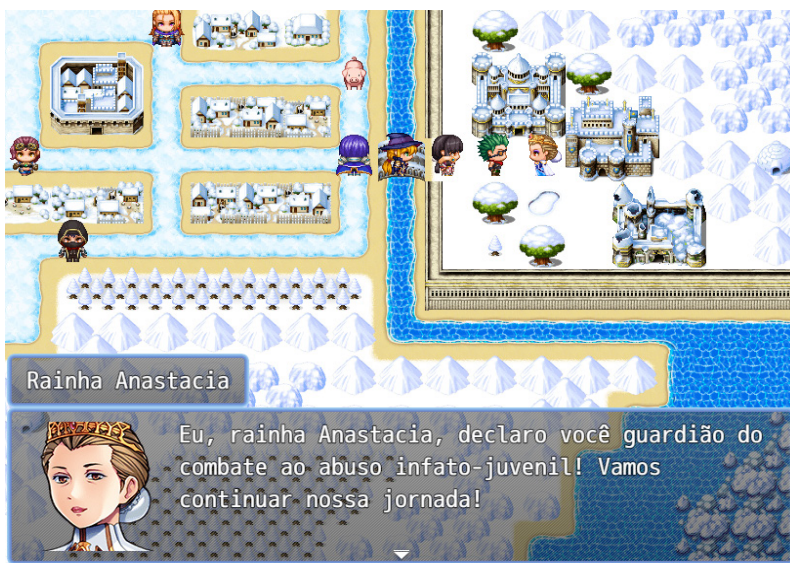 Rainha Anastacia
Eu, rainha Anastacia, declaro você guardião do
combate ao abuso infato-juvenil! Vamos
continuar nossa jornada!